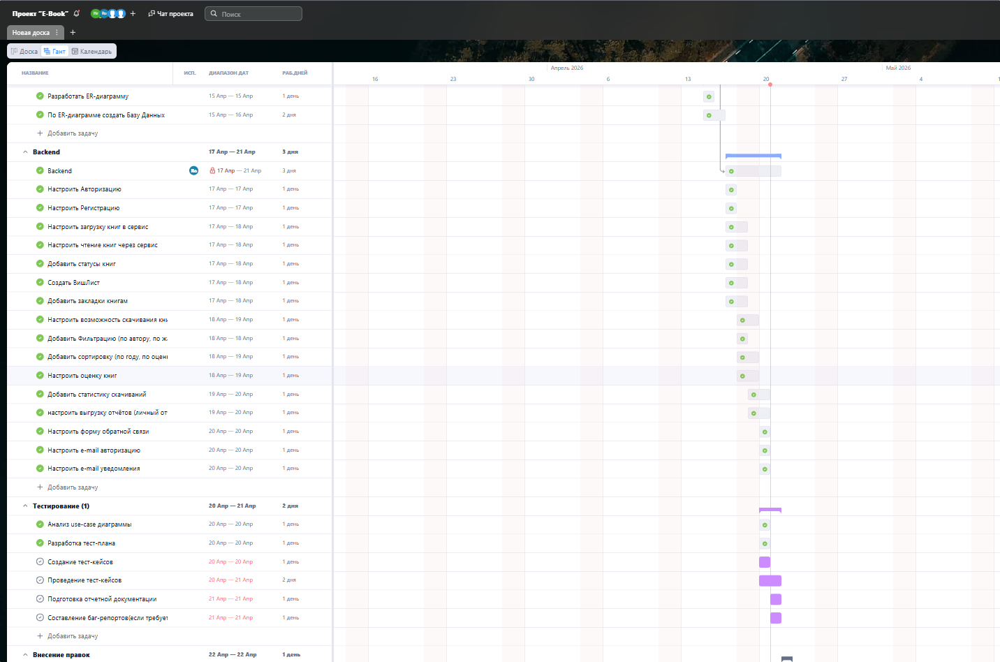 Проект "E-Book" Чат проекта Поиск
Новая доска
Доска Гант Календарь
НАЗВАНИЕ ИСП. ДИАПАЗОН ДАТ РАБ.ДНЕЙ
Апрель 2026 Май 2026
16 23 30 6 13 20 27 4
Разработать ER-диаграмму 15 Апр — 15 Апр 1 день
По ER-диаграмме создать Базу Данных 15 Апр — 16 Апр 2 дня
Добавить задачу
Backend 17 Апр — 21 Апр 3 дня
Backend 17 Апр — 21 Апр 3 дня
Настроить Авторизацию 17 Апр — 17 Апр 1 день
Настроить Регистрацию 17 Апр — 17 Апр 1 день
Настроить загрузку книг в сервис 17 Апр — 18 Апр 1 день
Настроить чтение книг через сервис 17 Апр — 18 Апр 1 день
Добавить статусы книг 17 Апр — 18 Апр 1 день
Создать ВишЛист 17 Апр — 18 Апр 1 день
Добавить закладки книгам 17 Апр — 18 Апр 1 день
Настроить возможность скачивания кни 18 Апр — 19 Апр 1 день
Добавить Фильтрацию (по автору, по ж 18 Апр — 18 Апр 1 день
Добавить сортировку (по году, по оцен 18 Апр — 19 Апр 1 день
Настроить оценку книг 18 Апр — 19 Апр 1 день
Добавить статистику скачиваний 19 Апр — 20 Апр 1 день
настроить выгрузку отчётов (личный от 19 Апр — 20 Апр 1 день
Настроить форму обратной связи 20 Апр — 20 Апр 1 день
Настроить e-mail авторизацию 20 Апр — 20 Апр 1 день
Настроить e-mail уведомления 20 Апр — 20 Апр 1 день
Добавить задачу
Тестирование (1) 20 Апр — 21 Апр 2 дня
Анализ use-case диаграммы 20 Апр — 20 Апр 1 день
Разработка тест-плана 20 Апр — 20 Апр 1 день
Создание тест-кейсов 20 Апр — 20 Апр 1 день
Проведение тест-кейсов 20 Апр — 21 Апр 2 дня
Подготовка отчетной документации 21 Апр — 21 Апр 1 день
Составление баг-репортов(если требует 21 Апр — 21 Апр 1 день
Добавить задачу
Внесение правок 22 Апр — 22 Апр 1 день